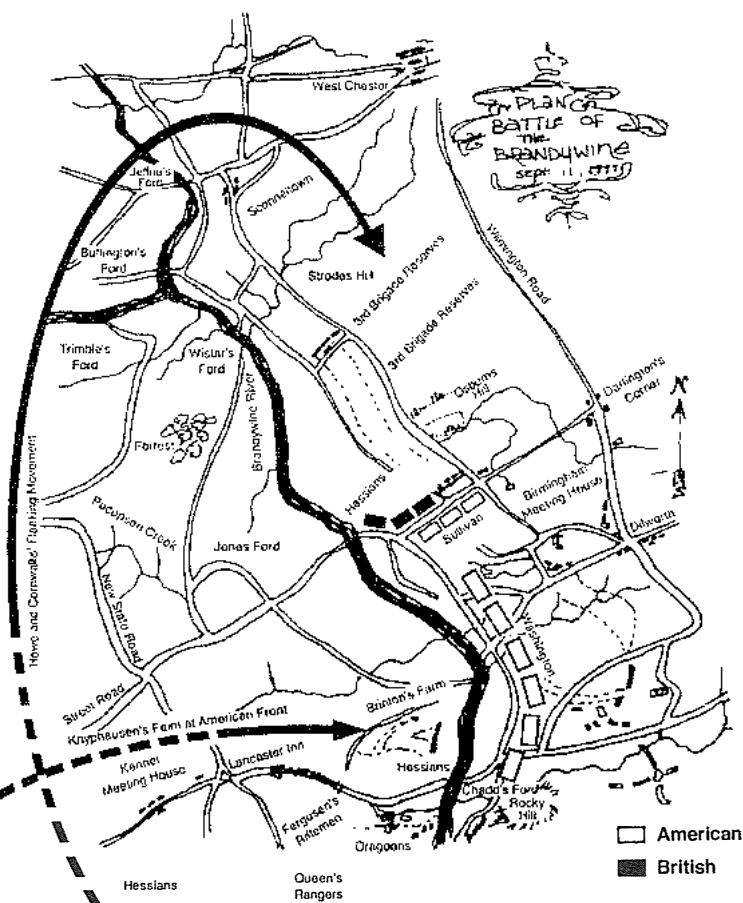 PLAN OF
BATTLE OF
THE
BRANDYWINE
SEPT 11, 1777
West Chester
Jeffrie's
Ford
Sconneltown
Buffington's
Ford
Strodes Hill
3rd Brigade Reserves
3rd Brigade Reserves
Wilmington Road
Trimble's
Ford
Wistar's
Ford
Osborns
Hill
Darlington's
Corner
N
S
Brandywine River
Forrest
Hessians
Birmingham
Meeting House
Sullivan
Dilworth
Howe and Cornwallis' Flanking Movement
Pocupson Creek
Jones Ford
New State Road
Washington
Street Road
Brinton's Farm
Knyphausen's Feint at American Front
Kennet
Meeting House
Lancaster Inn
Hessians
Chadd's Ford
Rocky
Hill
Ferguson's
Riflemen
Dragoons
American
British
Hessians
Queen's
Rangers